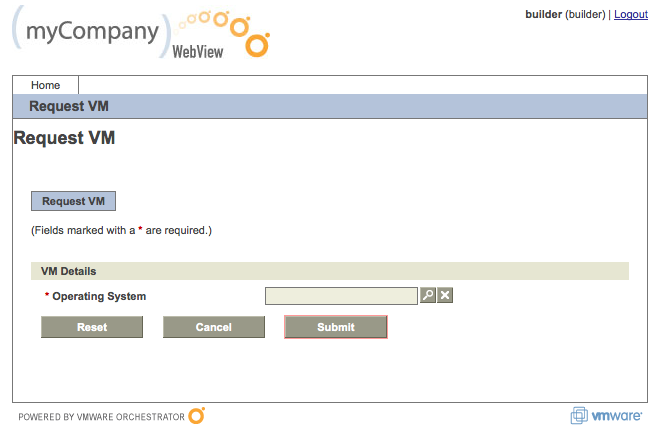 (myCompany)
WebView
builder (builder) | Logout
Home
Request VM
Request VM
Request VM
(Fields marked with a * are required.)
VM Details
* Operating System
Reset Cancel Submit
POWERED BY VMWARE ORCHESTRATOR
vmware